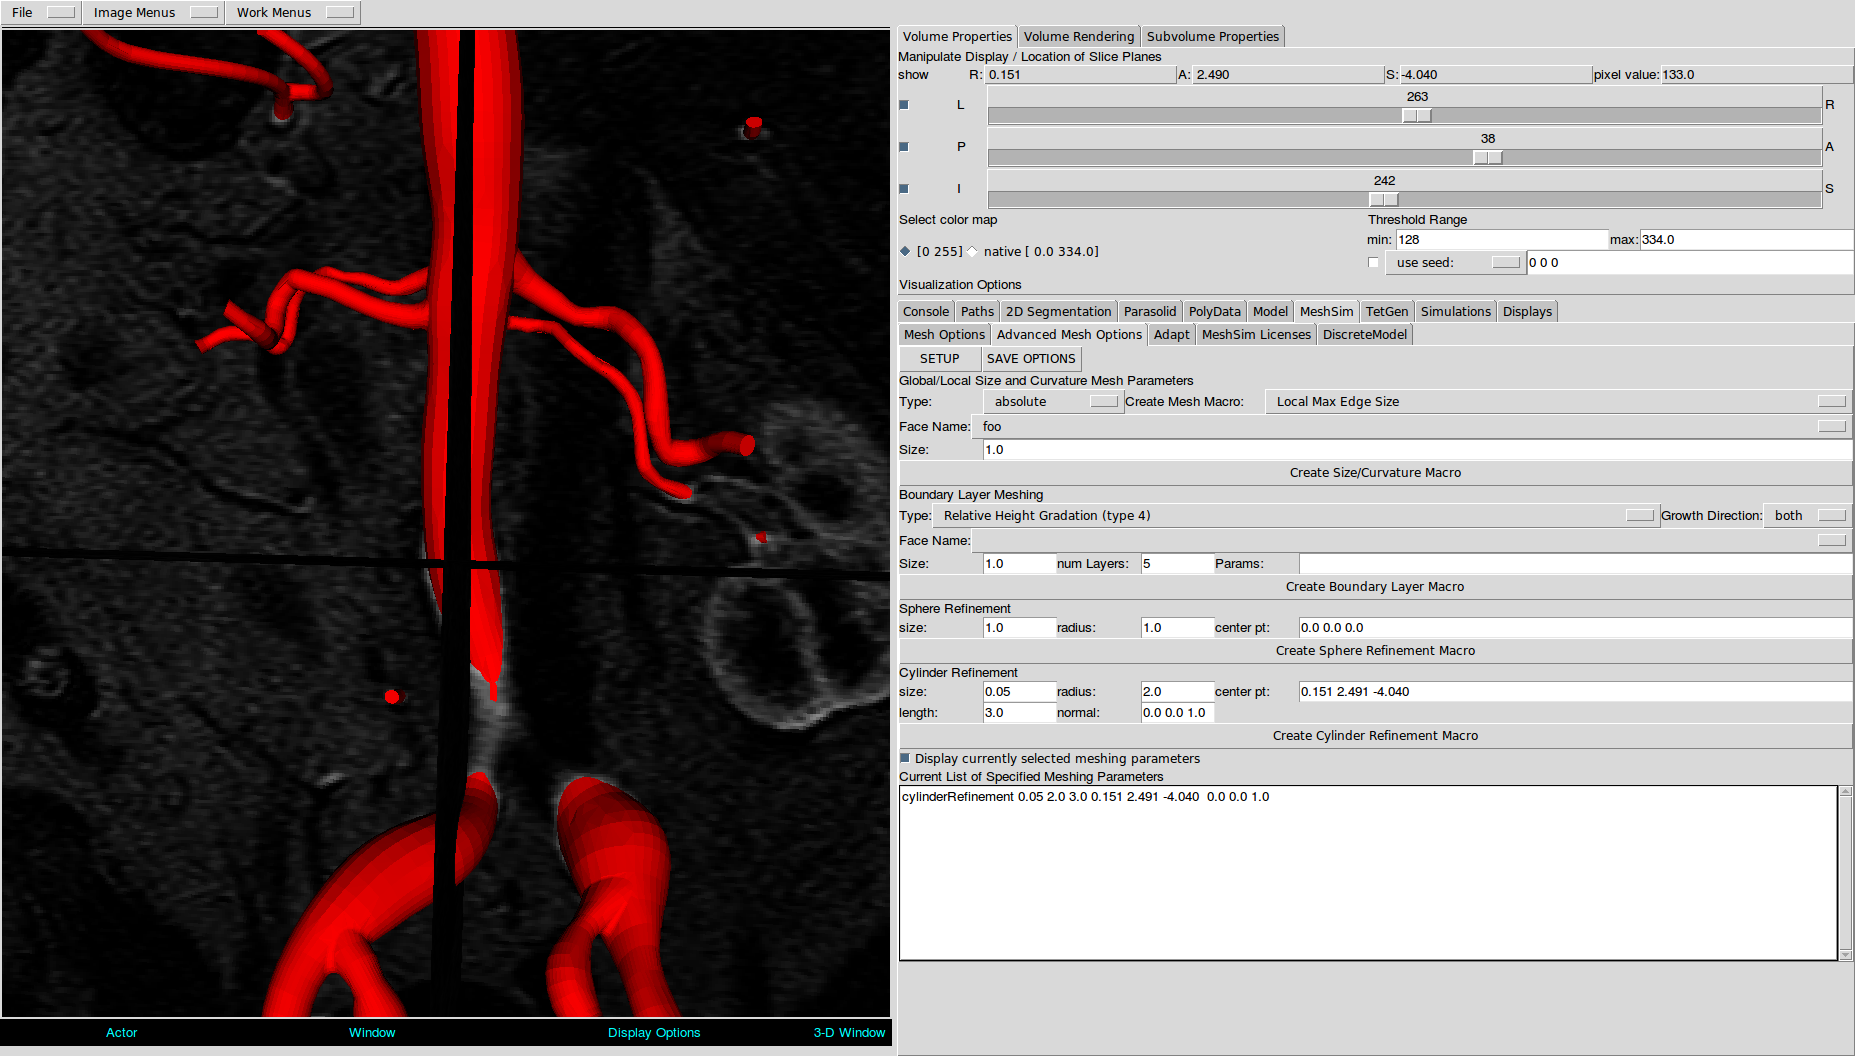 File Image Menus Work Menus
Volume Properties Volume Rendering Subvolume Properties
Manipulate Display / Location of Slice Planes
show R: 0.151 A: 2.490 S: -4.040 pixel value: 133.0
263
L R
38
P A
242
I S
Select color map Threshold Range
min: 128 max: 334.0
[0 255] native [ 0.0 334.0]
use seed: 0 0 0
Visualization Options
Console Paths 2D Segmentation Parasolid PolyData Model MeshSim TetGen Simulations Displays
Mesh Options Advanced Mesh Options Adapt MeshSim Licenses DiscreteModel
SETUP SAVE OPTIONS
Global/Local Size and Curvature Mesh Parameters
Type: absolute Create Mesh Macro: Local Max Edge Size
Face Name: foo
Size: 1.0
Create Size/Curvature Macro
Boundary Layer Meshing
Type: Relative Height Gradation (type 4) Growth Direction: both
Face Name:
Size: 1.0 num Layers: 5 Params:
Create Boundary Layer Macro
Sphere Refinement
size: 1.0 radius: 1.0 center pt: 0.0 0.0 0.0
Create Sphere Refinement Macro
Cylinder Refinement
size: 0.05 radius: 2.0 center pt: 0.151 2.491 -4.040
length: 3.0 normal: 0.0 0.0 1.0
Create Cylinder Refinement Macro
Display currently selected meshing parameters
Current List of Specified Meshing Parameters
cylinderRefinement 0.05 2.0 3.0 0.151 2.491 -4.040  0.0 0.0 1.0
Actor Window Display Options 3-D Window